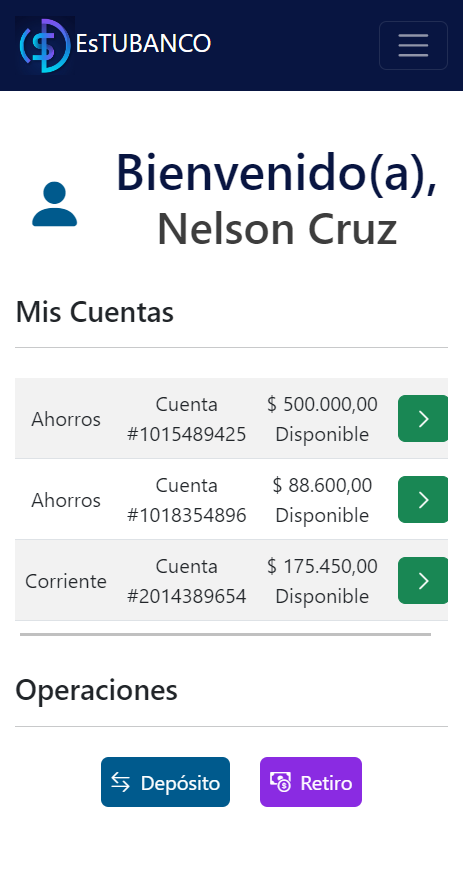 EsTUBANCO
Bienvenido(a),
Nelson Cruz
Mis Cuentas
Ahorros
Cuenta
#1015489425
$ 500.000,00
Disponible
Ahorros
Cuenta
#1018354896
$ 88.600,00
Disponible
Corriente
Cuenta
#2014389654
$ 175.450,00
Disponible
Operaciones
Depósito
Retiro